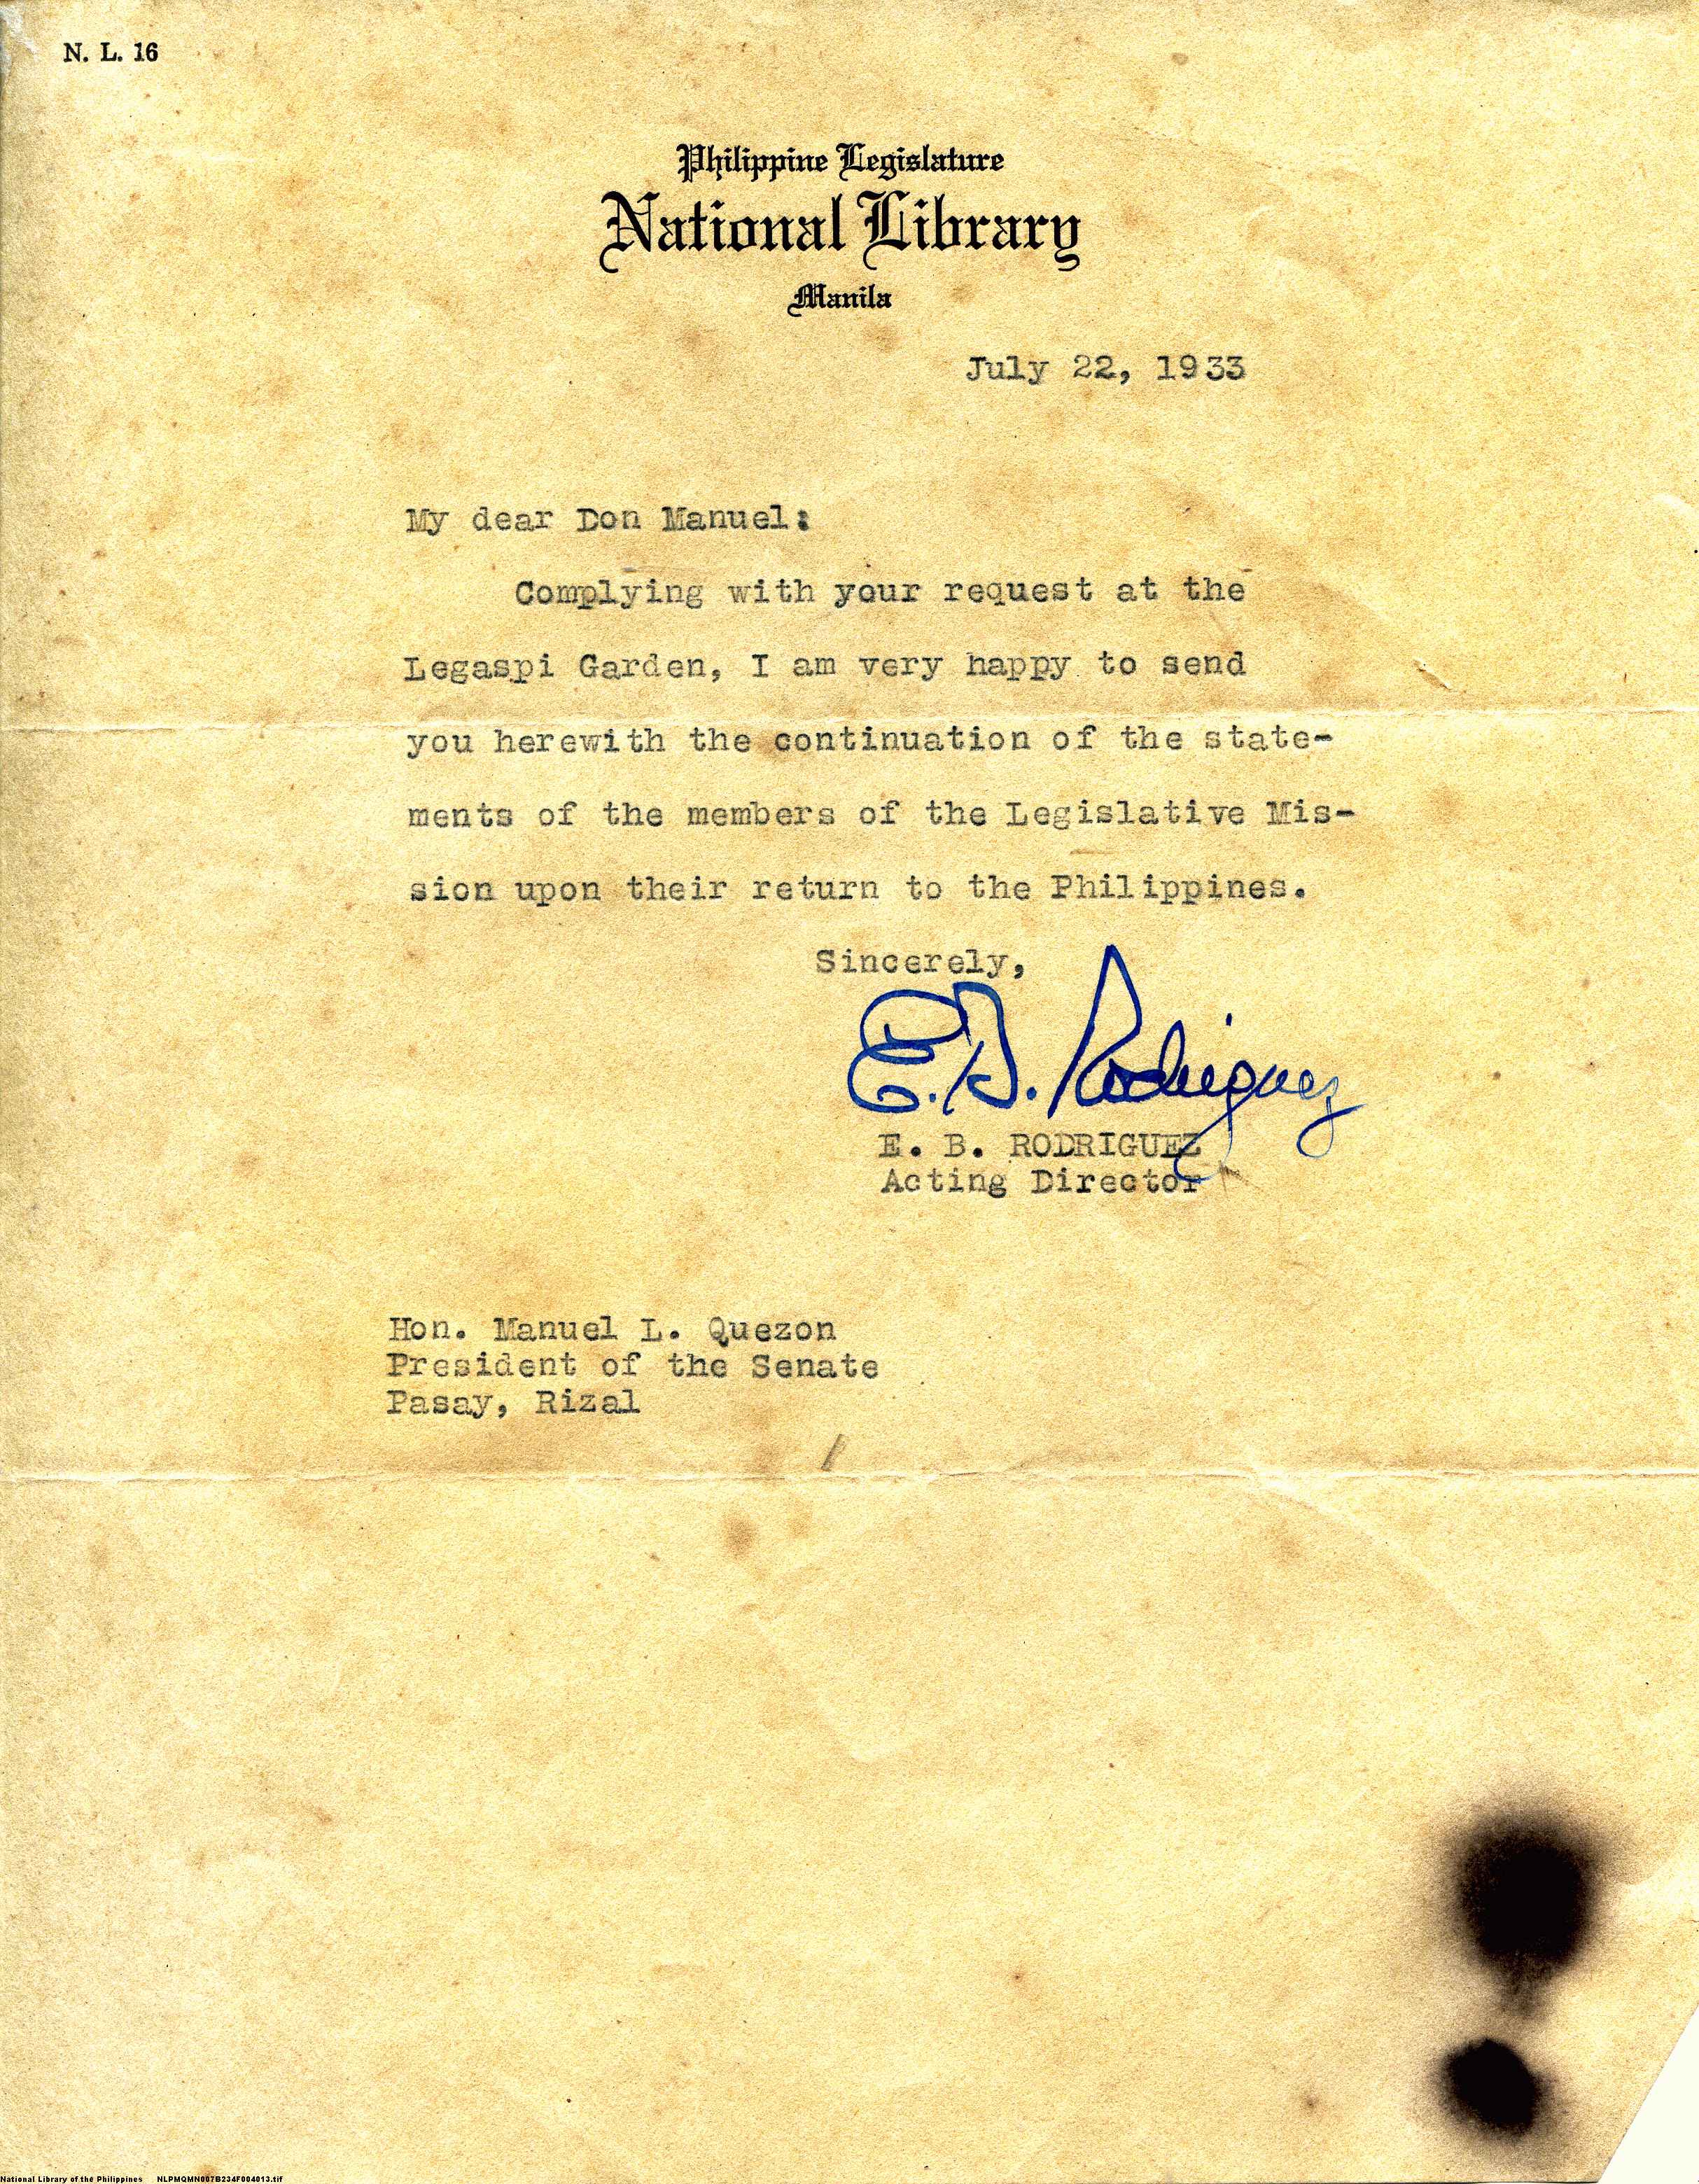 N. L. 16
Philippine Legislature
National Library
Manila
July 22, 1933
My dear Don Manuel:
Complying with your request at the
Legaspi Garden, I am very happy to send
you herewith the continuation of the state-
ments of the members of the Legislative Mis-
sion upon their return to the Philippines.
Sincerely,
E. B. Rodriguez
E. B. RODRIGUEZ
Acting Director
Hon. Manuel L. Quezon
President of the Senate
Pasay, Rizal
National Library of the Philippines NLPMQMN007B234F004013.tif